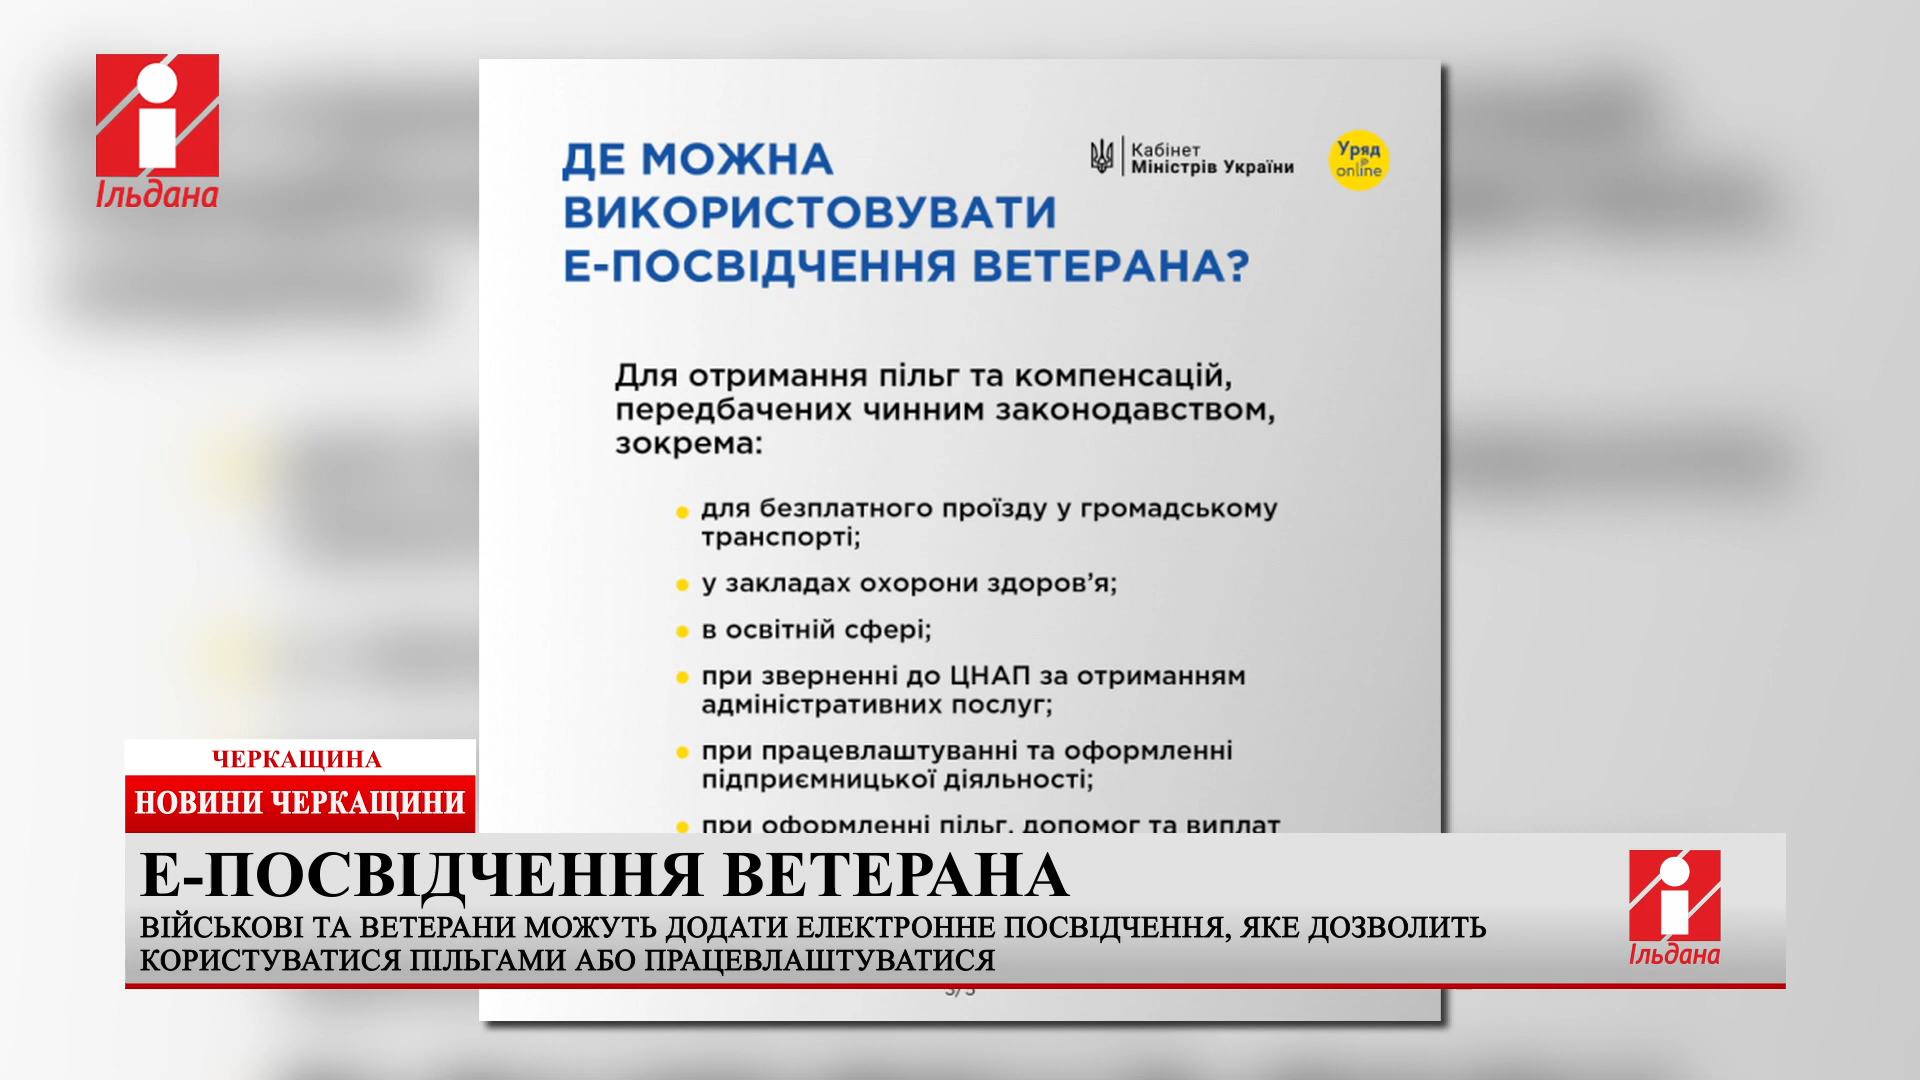 Ільдана
ДЕ МОЖНА
ВИКОРИСТОВУВАТИ
Е-ПОСВІДЧЕННЯ ВЕТЕРАНА?
Кабінет
Міністрів України
Уряд
online
Для отримання пільг та компенсацій,
передбачених чинним законодавством,
зокрема:
для безплатного проїзду у громадському
транспорті;
у закладах охорони здоров’я;
в освітній сфері;
при зверненні до ЦНАП за отриманням
адміністративних послуг;
при працевлаштуванні та оформленні
підприємницької діяльності;
при оформленні пільг, допомог та виплат
ЧЕРКАЩИНА
НОВИНИ ЧЕРКАЩИНИ
Е-ПОСВІДЧЕННЯ ВЕТЕРАНА
ВІЙСЬКОВІ ТА ВЕТЕРАНИ МОЖУТЬ ДОДАТИ ЕЛЕКТРОННЕ ПОСВІДЧЕННЯ, ЯКЕ ДОЗВОЛИТЬ
КОРИСТУВАТИСЯ ПІЛЬГАМИ АБО ПРАЦЕВЛАШТУВАТИСЯ
Ільдана